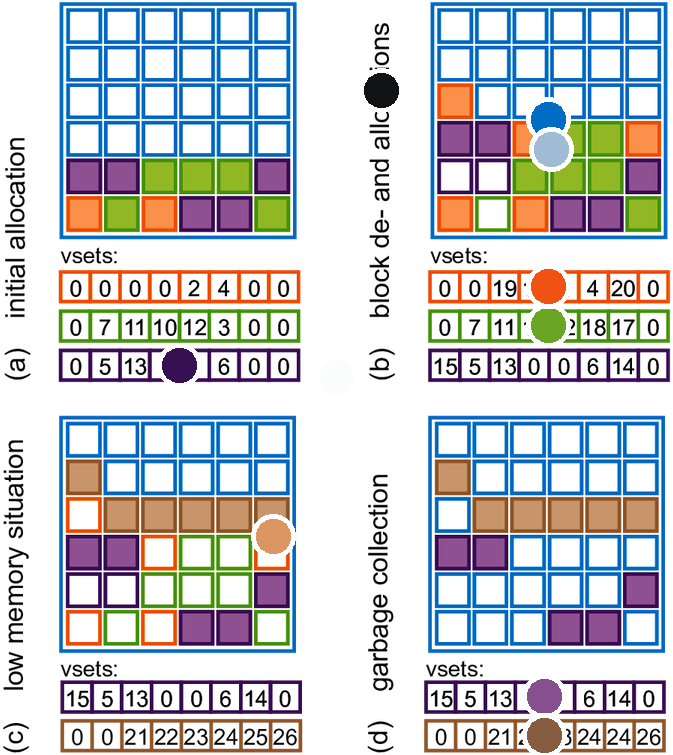 initial allocation
(a)
vsets:
0 0 0 0 2 4 0 0
0 7 11 10 12 3 0 0
0 5 13 6 0 0
block de- and
(b)
vsets:
0 0 19 4 20 0
0 7 11 18 17 0
15 5 13 0 0 6 14 0
low memory situation
(c)
vsets:
15 5 13 0 0 6 14 0
0 0 21 22 23 24 25 26
garbage collection
(d)
vsets:
15 5 13 6 14 0
0 0 21 24 24 26